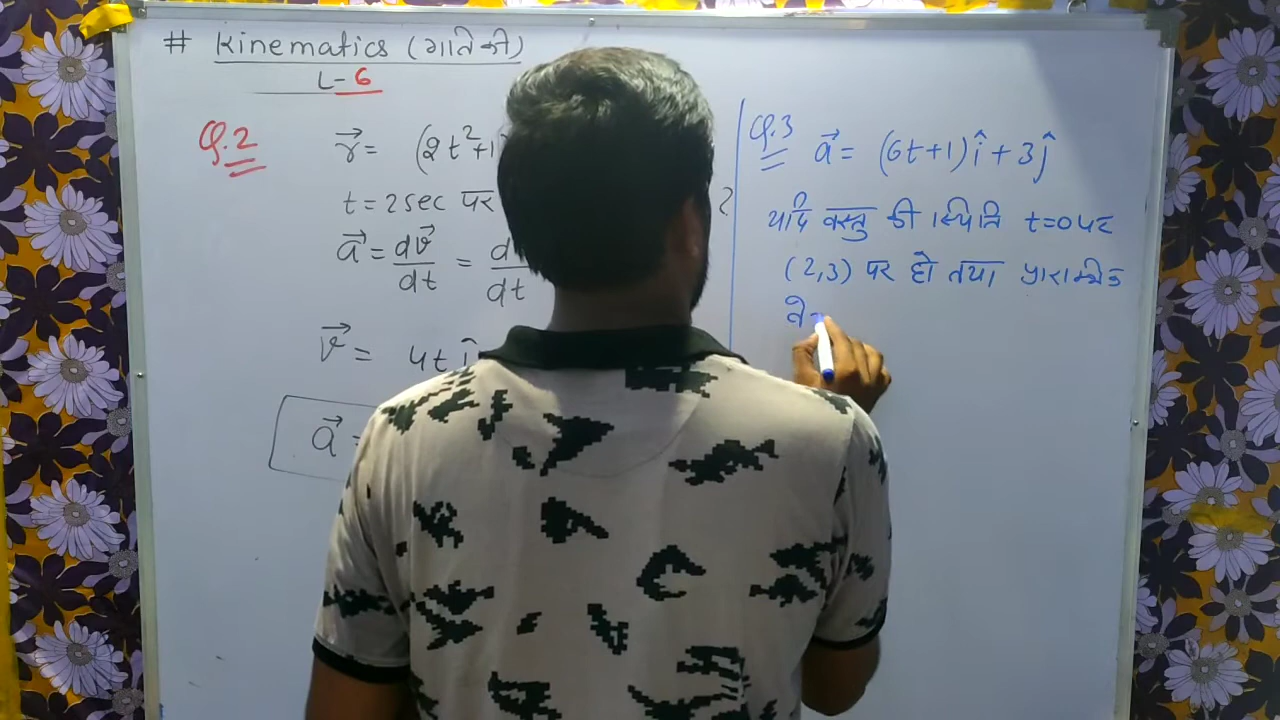 # Kinematics (गतिकी)
L-6
Q.2 r⃗ = (2t²+1)
t=2sec पर ?
a⃗ = dv⃗/dt = d/dt
v⃗ = 4t î
a⃗ =
Q.3 a⃗ = (6t+1) î + 3ĵ
यदि वस्तु की स्थिति t=0 पर
(2,3) पर हो तथा प्रारम्भिक
वे